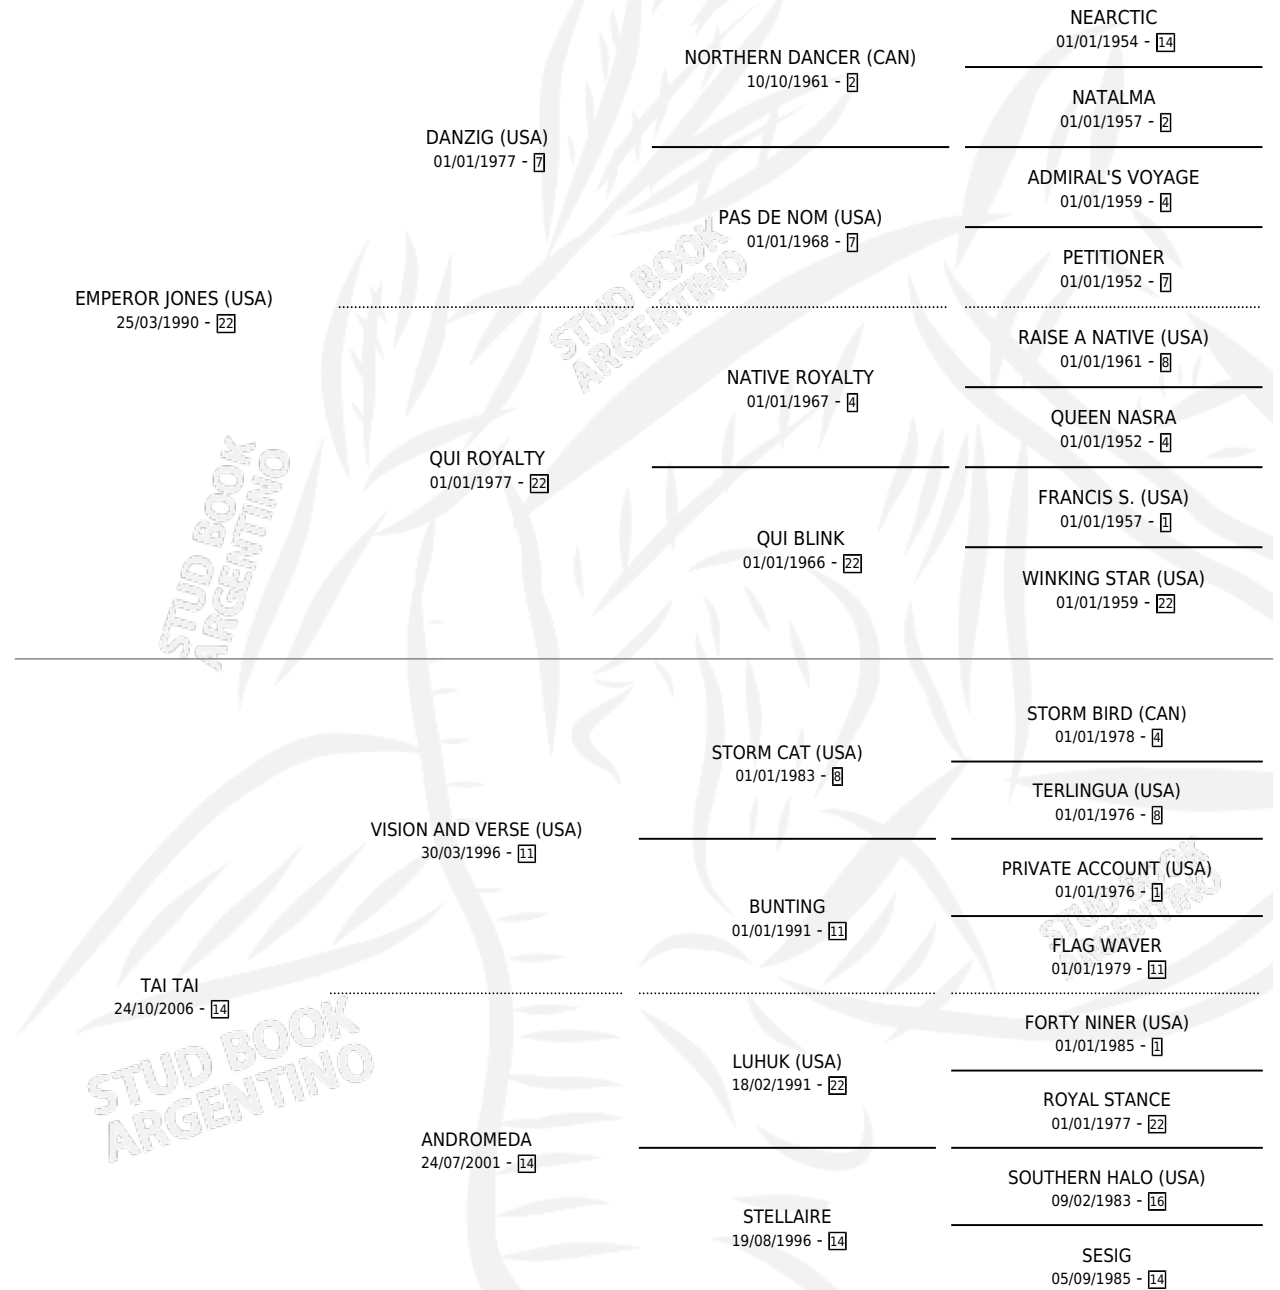 NEARCTIC
01/01/1954 - 14
NORTHERN DANCER (CAN)
10/10/1961 - 2
NATALMA
01/01/1957 - 2
DANZIG (USA)
01/01/1977 - 7
ADMIRAL'S VOYAGE
01/01/1959 - 4
PAS DE NOM (USA)
01/01/1968 - 7
PETITIONER
01/01/1952 - 7
EMPEROR JONES (USA)
25/03/1990 - 22
STUD BOOK
ARGENTINO
RAISE A NATIVE (USA)
01/01/1961 - 8
NATIVE ROYALTY
01/01/1967 - 4
QUEEN NASRA
01/01/1952 - 4
QUI ROYALTY
01/01/1977 - 22
FRANCIS S. (USA)
01/01/1957 - 1
QUI BLINK
01/01/1966 - 22
WINKING STAR (USA)
01/01/1959 - 22
STUD BOOK
ARGENTINO
STORM BIRD (CAN)
01/01/1978 - 4
STORM CAT (USA)
01/01/1983 - 8
TERLINGUA (USA)
01/01/1976 - 8
VISION AND VERSE (USA)
30/03/1996 - 11
PRIVATE ACCOUNT (USA)
01/01/1976 - 1
BUNTING
01/01/1991 - 11
FLAG WAVER
01/01/1979 - 11
STUD BOOK
ARGENTINO
TAI TAI
24/10/2006 - 14
FORTY NINER (USA)
01/01/1985 - 1
LUHUK (USA)
18/02/1991 - 22
ROYAL STANCE
01/01/1977 - 22
STUD BOOK
ARGENTINO
ANDROMEDA
24/07/2001 - 14
SOUTHERN HALO (USA)
09/02/1983 - 16
STELLAIRE
19/08/1996 - 14
SESIG
05/09/1985 - 14